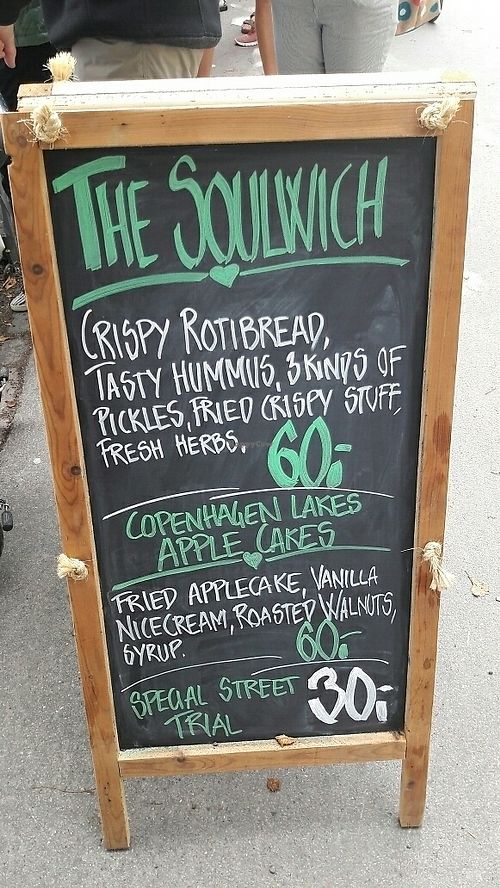 THE SOULWICH
CRISPY ROTIBREAD,
TASTY HUMMUS, 3 KINDS OF
PICKLES, FRIED CRISPY STUFF,
FRESH HERBS.
60,-
COPENHAGEN LAKES
APPLE CAKES
FRIED APPLECAKE, VANILLA
NICECREAM, ROASTED WALNUTS,
SYRUP.
60,-
SPECIAL STREET
TRIAL
30,-